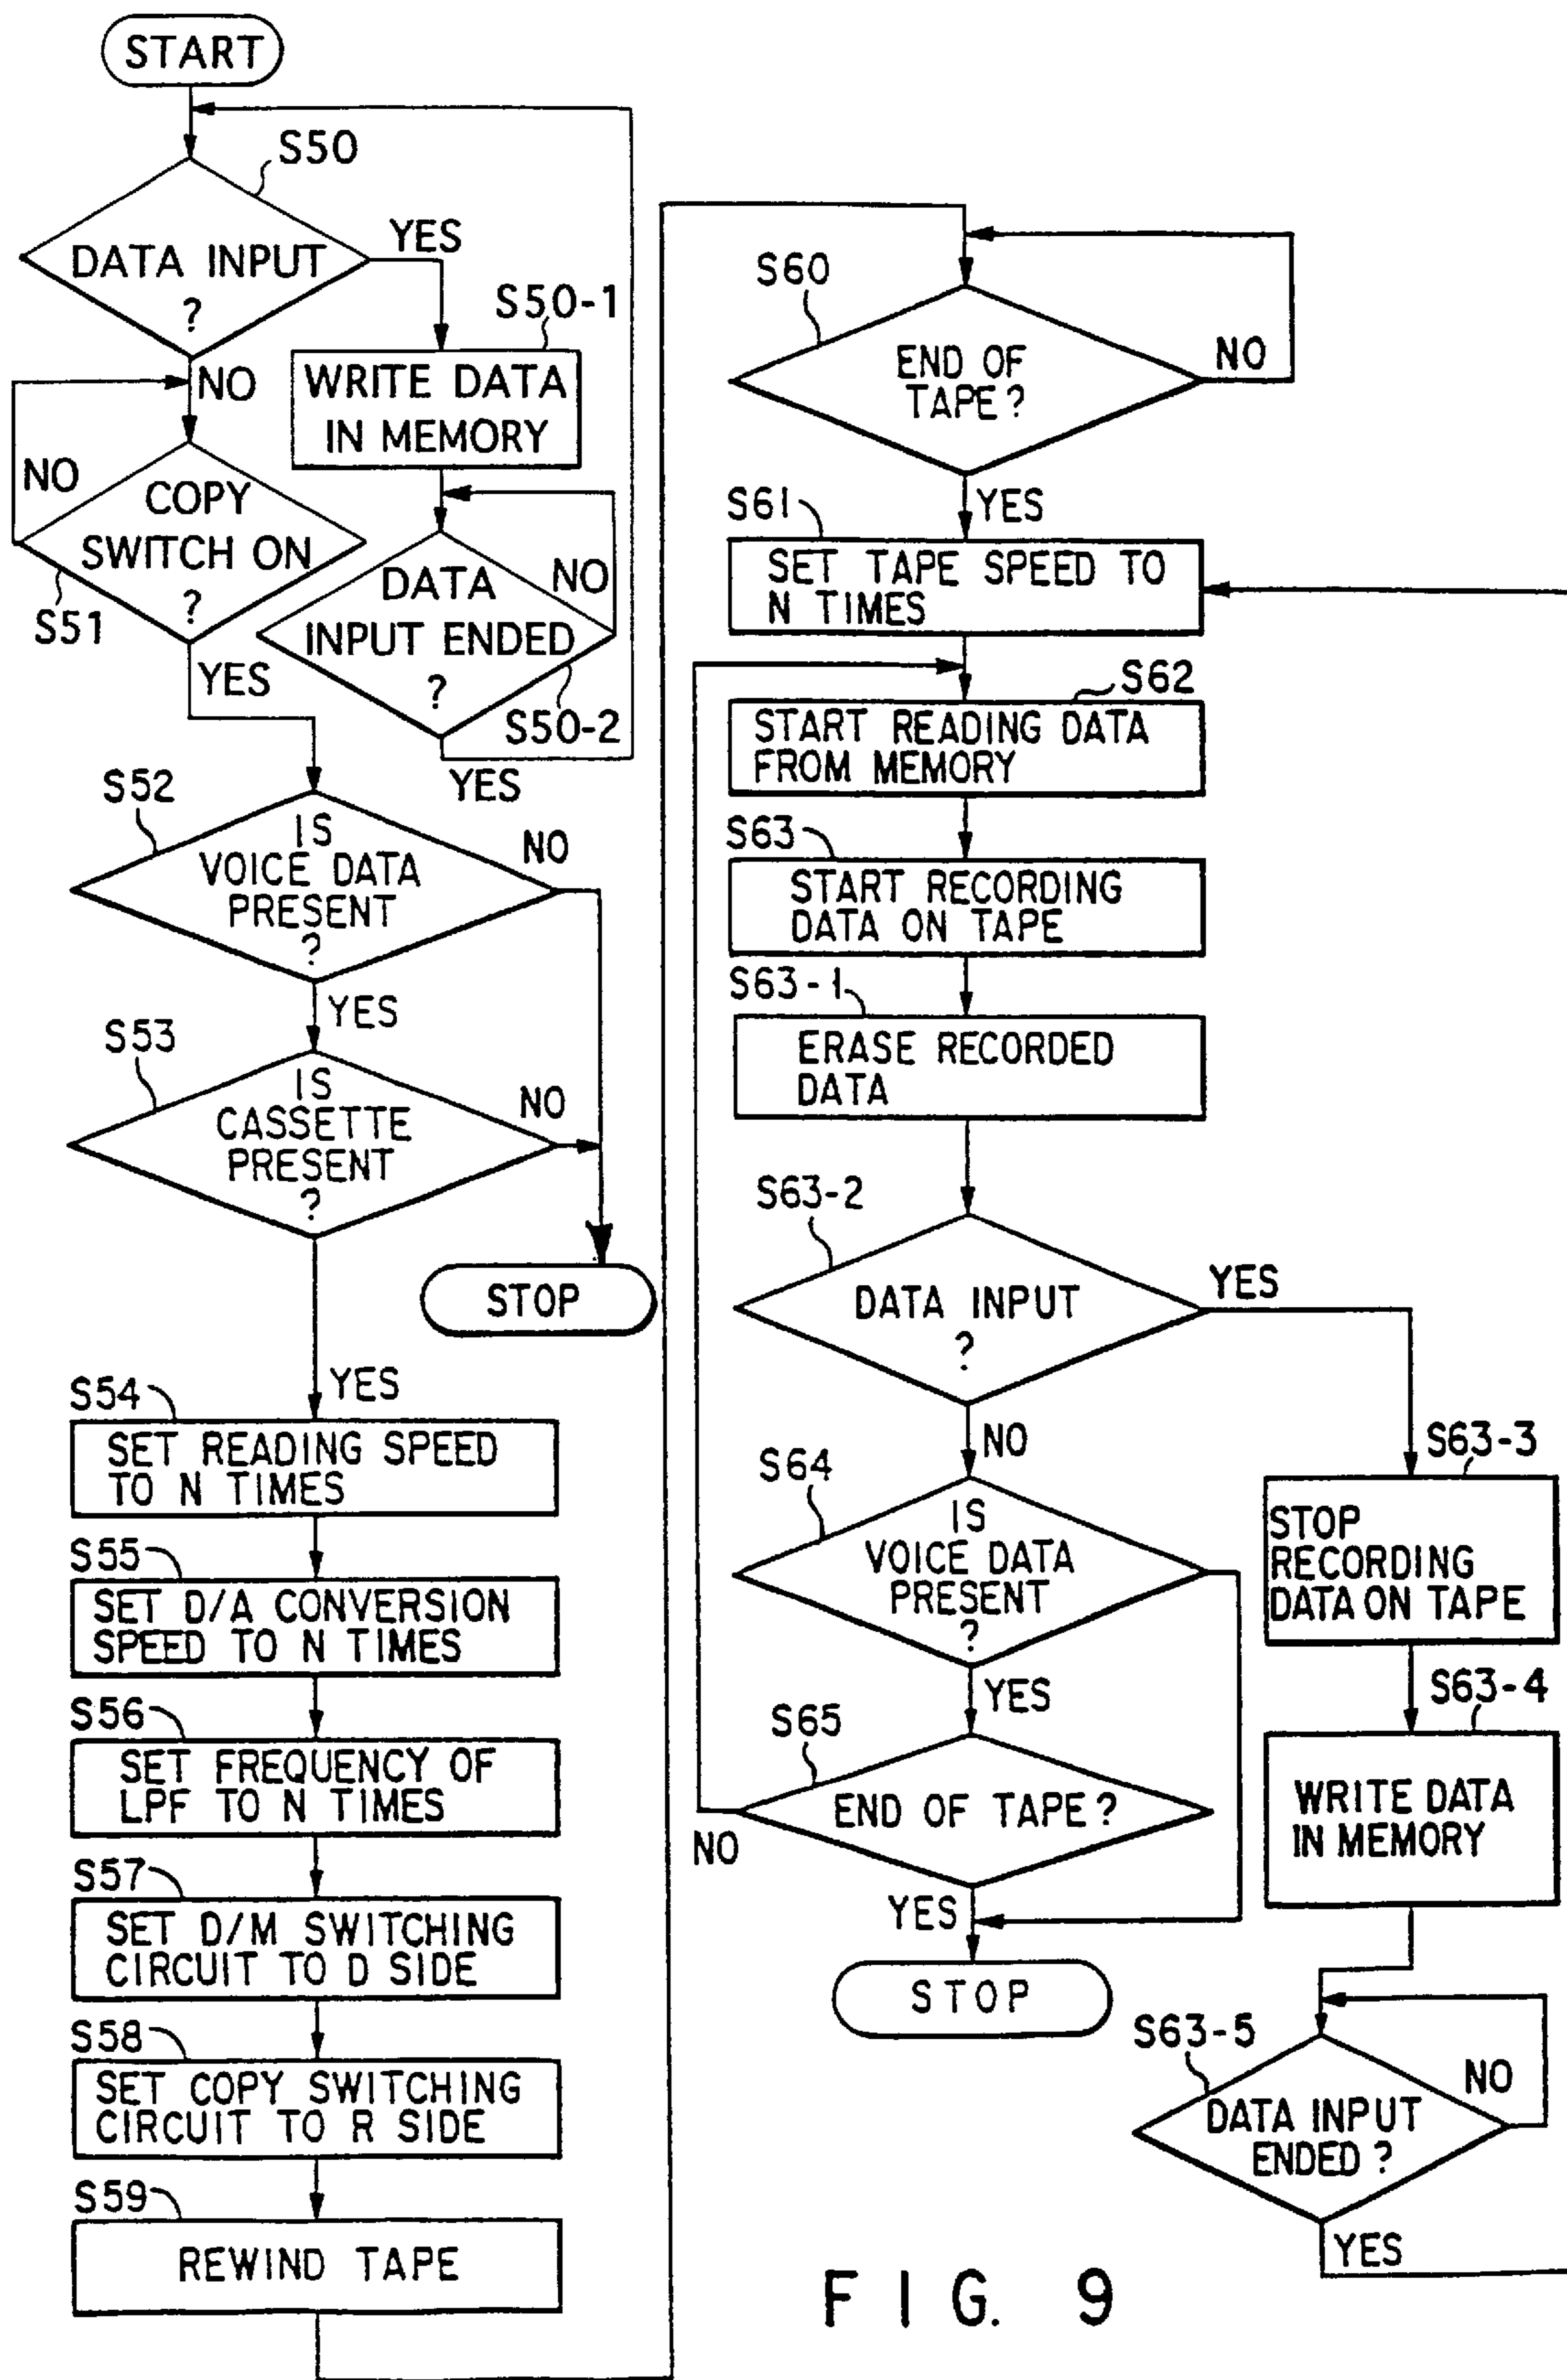 START
S50
DATA INPUT
?
YES
NO
S50-1
WRITE DATA
IN MEMORY
NO
COPY
SWITCH ON
?
S51
YES
DATA
INPUT ENDED
?
NO
S50-2
YES
S52
IS
VOICE DATA
PRESENT
?
NO
YES
S53
IS
CASSETTE
PRESENT
?
NO
STOP
YES
S54
SET READING SPEED
TO N TIMES
S55
SET D/A CONVERSION
SPEED TO N TIMES
S56
SET FREQUENCY OF
LPF TO N TIMES
S57
SET D/M SWITCHING
CIRCUIT TO D SIDE
S58
SET COPY SWITCHING
CIRCUIT TO R SIDE
S59
REWIND TAPE
S60
END OF
TAPE?
NO
YES
S61
SET TAPE SPEED TO
N TIMES
S62
START READING DATA
FROM MEMORY
S63
START RECORDING
DATA ON TAPE
S63-1
ERASE RECORDED
DATA
S63-2
DATA INPUT
?
YES
NO
S64
IS
VOICE DATA
PRESENT
?
YES
S65
END OF TAPE?
NO
YES
STOP
S63-3
STOP
RECORDING
DATA ON TAPE
S63-4
WRITE DATA
IN MEMORY
S63-5
DATA INPUT
ENDED?
NO
YES
FIG. 9